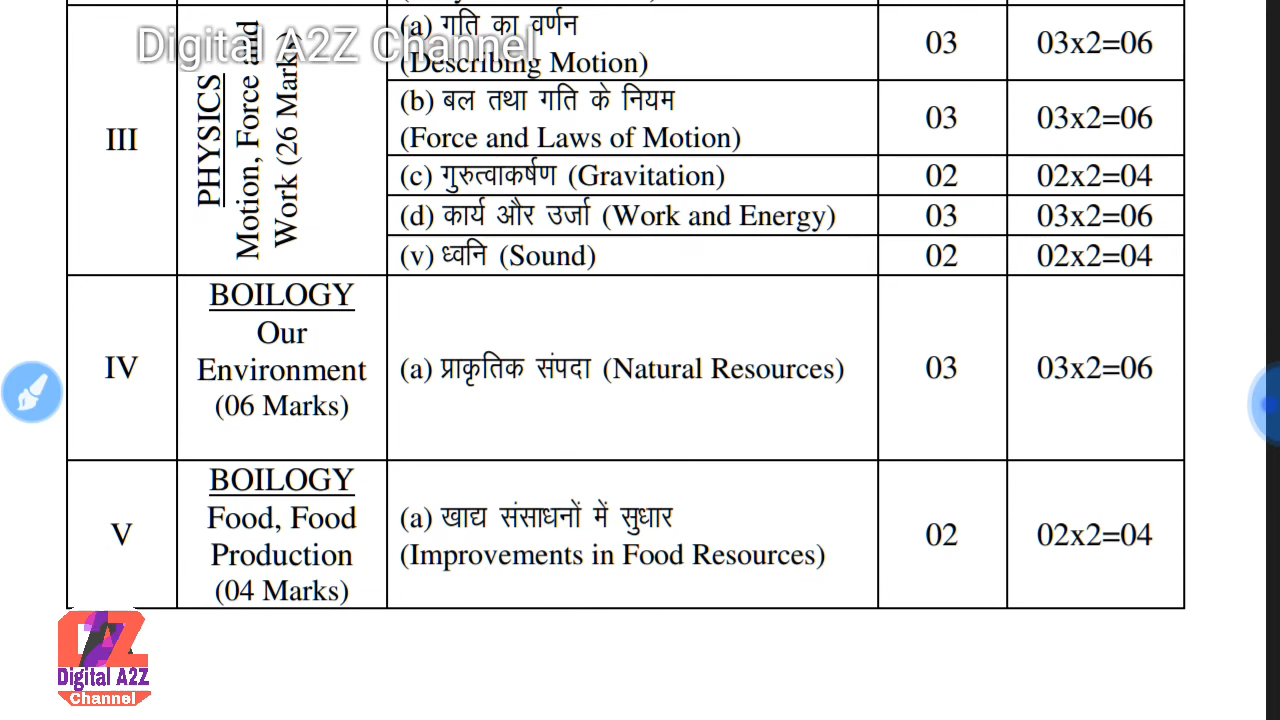 Digital A2Z Channel
III
PHYSICS
Motion, Force and
Work (26 Marks)
(a) गति का वर्णन
(Describing Motion)
03
03x2=06
(b) बल तथा गति के नियम
(Force and Laws of Motion)
03
03x2=06
(c) गुरुत्वाकर्षण (Gravitation)
02
02x2=04
(d) कार्य और उर्जा (Work and Energy)
03
03x2=06
(v) ध्वनि (Sound)
02
02x2=04
IV
BOILOGY
Our
Environment
(06 Marks)
(a) प्राकृतिक संपदा (Natural Resources)
03
03x2=06
V
BOILOGY
Food, Food
Production
(04 Marks)
(a) खाद्य संसाधनों में सुधार
(Improvements in Food Resources)
02
02x2=04
Digital A2Z
Channel